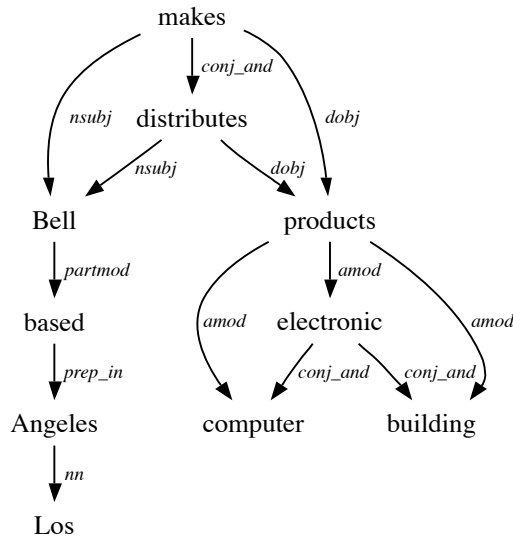 makes
conj_and
nsubj
distributes
dobj
nsubj
dobj
Bell
products
partmod
amod
based
amod
electronic
amod
prep_in
conj_and
conj_and
Angeles
computer
building
nn
Los